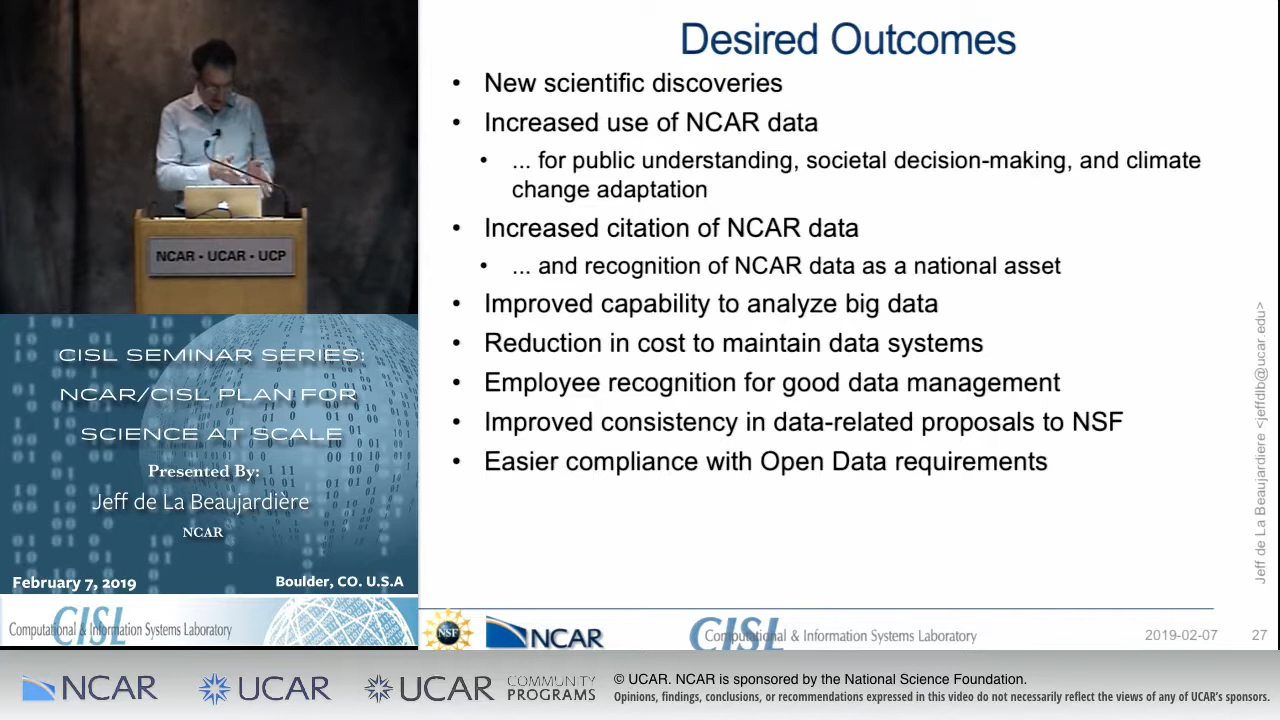 Desired Outcomes
• New scientific discoveries
• Increased use of NCAR data
• ... for public understanding, societal decision-making, and climate
change adaptation
• Increased citation of NCAR data
• ... and recognition of NCAR data as a national asset
• Improved capability to analyze big data
• Reduction in cost to maintain data systems
• Employee recognition for good data management
• Improved consistency in data-related proposals to NSF
• Easier compliance with Open Data requirements
Jeff de La Beaujardiere <jeffdlb@ucar.edu>
NCAR - UCAR - UCP
CISL SEMINAR SERIES:
NCAR/CISL PLAN FOR
SCIENCE AT SCALE
Presented By:
Jeff de La Beaujardière
NCAR
February 7, 2019
Boulder, CO. U.S.A
CISL
Computational & Information Systems Laboratory
NSF
NCAR
CISL
Computational & Information Systems Laboratory
2019-02-07
27
NCAR
UCAR
UCAR
COMMUNITY
PROGRAMS
© UCAR. NCAR is sponsored by the National Science Foundation.
Opinions, findings, conclusions, or recommendations expressed in this video do not necessarily reflect the views of any of UCAR's sponsors.